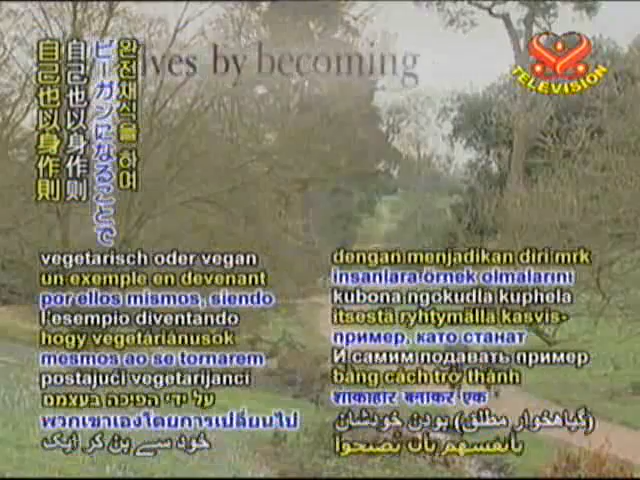 lves by becoming
TELEVISION
완전채식을 하여
ビーガンになることで
自己也以身作則
自己也以身作则
vegetarisch oder vegan
un exemple en devenant
por ellos mismos, siendo
l'esempio diventando
hogy vegetáriánusok
mesmos ao se tornarem
postajući vegetarijanci
על ידי הפיכה בעצמם
พวกเขาเองโดยการเปลี่ยนไป
خود سے بن کر ایک
dengan menjadikan diri mrk
insanlara örnek olmalarını
kubona ngokudla kuphela
itsestä ryhtymällä kasvis-
пример, като станат
И самим подавать пример
bằng cách trở thành
शाकाहार बनाकर एक
(گیاهخوار مطلق) بودن خودشان
بأنفسهم بأن تصبحوا